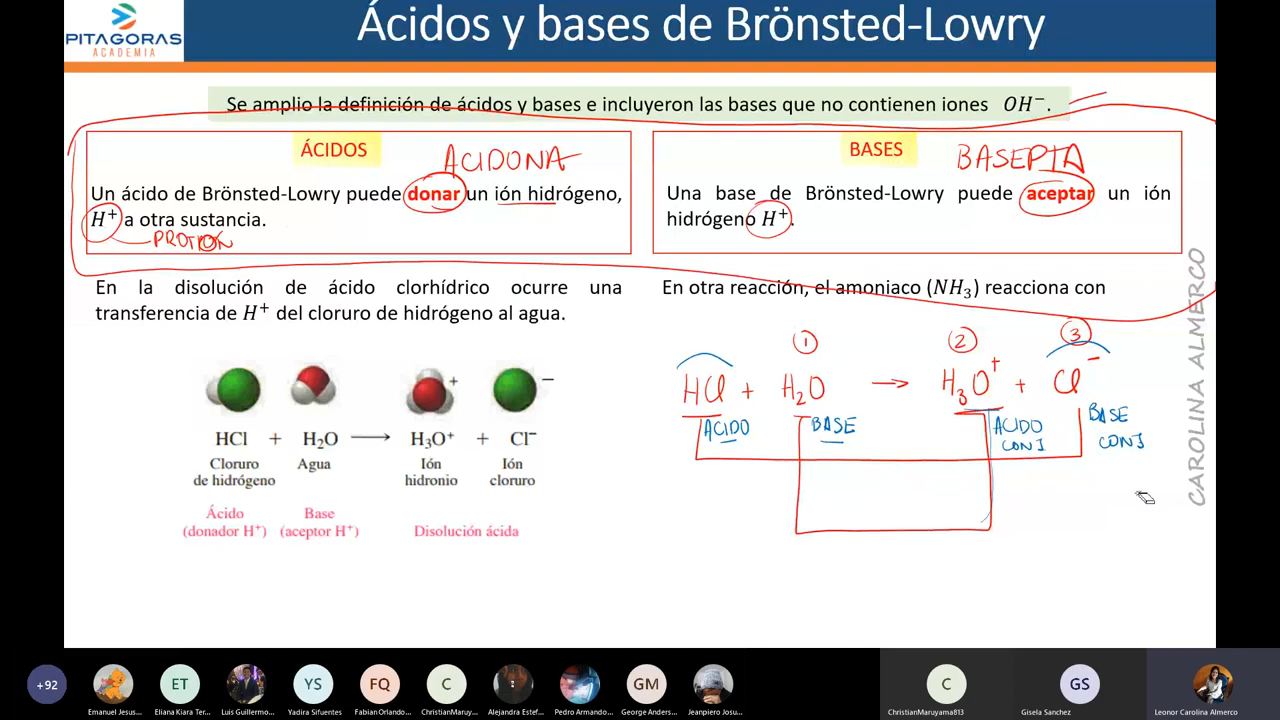 PITAGORAS
ACADEMIA
Ácidos y bases de Brönsted-Lowry
Se amplio la definición de ácidos y bases e incluyeron las bases que no contienen iones OH⁻.
ÁCIDOS
ACIDONA
Un ácido de Brönsted-Lowry puede donar un ión hidrógeno,
H⁺ a otra sustancia.
PROTÓN
BASES
BASEPTA
Una base de Brönsted-Lowry puede aceptar un ión
hidrógeno H⁺.
En la disolución de ácido clorhídrico ocurre una
transferencia de H⁺ del cloruro de hidrógeno al agua.
En otra reacción, el amoniaco (NH₃) reacciona con
① ② ③
HCl + H₂O → H₃O⁺ + Cl⁻
ACIDO BASE ACIDO CONJ BASE CONJ
+ −
HCl + H₂O → H₃O⁺ + Cl⁻
Cloruro de hidrógeno
Agua
Ión hidronio
Ión cloruro
Ácido (donador H⁺)
Base (aceptor H⁺)
Disolución ácida
CAROLINA ALMERCO
+92
ET
YS
FQ
C
GM
C
GS
Emanuel Jesus...
Eliana Kiara Ter...
Luis Guillermo...
Yadira Sifuentes
Fabian Orlando...
ChristianMaruy...
Alejandra Estef...
Pedro Armando...
George Anders...
Jeanpiero Josu...
ChristianMaruyama813
Gisela Sanchez
Leonor Carolina Almerco